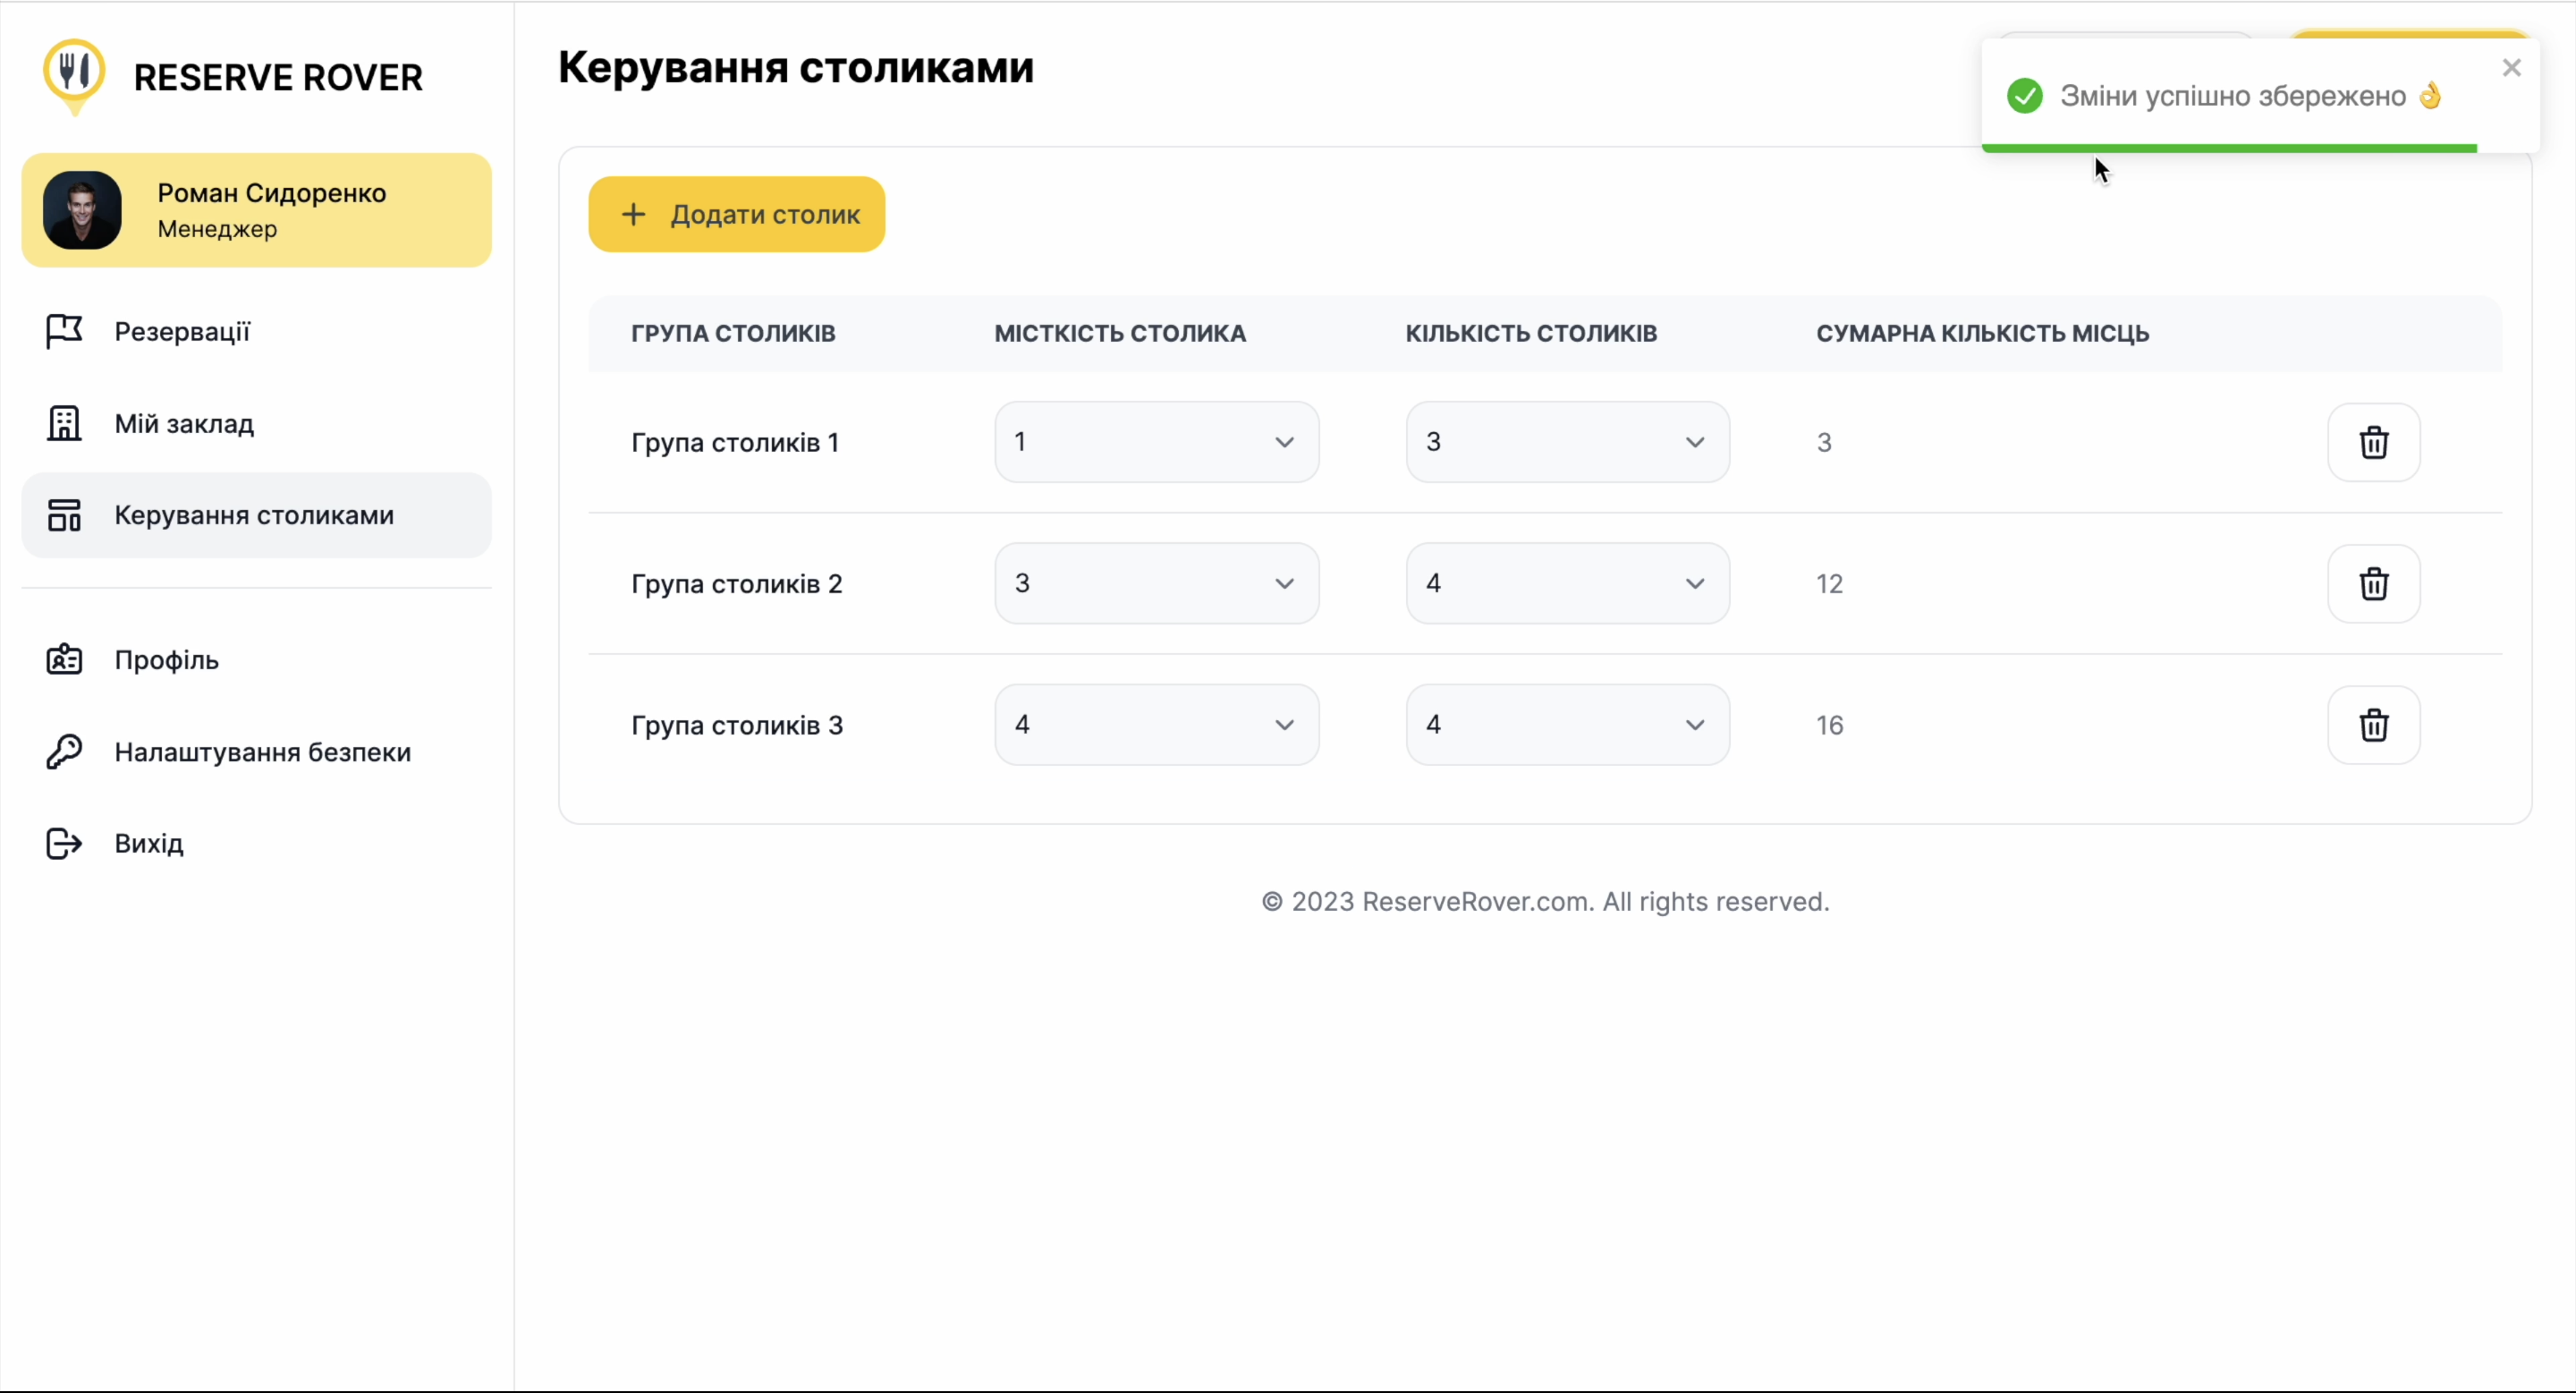 RESERVE ROVER
Роман Сидоренко
Менеджер
Резервації
Мій заклад
Керування столиками
Профіль
Налаштування безпеки
Вихід
Керування столиками
Зміни успішно збережено 👌
Додати столик
ГРУПА СТОЛИКІВ МІСТКІСТЬ СТОЛИКА КІЛЬКІСТЬ СТОЛИКІВ СУМАРНА КІЛЬКІСТЬ МІСЦЬ
Група столиків 1 1 3 3
Група столиків 2 3 4 12
Група столиків 3 4 4 16
© 2023 ReserveRover.com. All rights reserved.